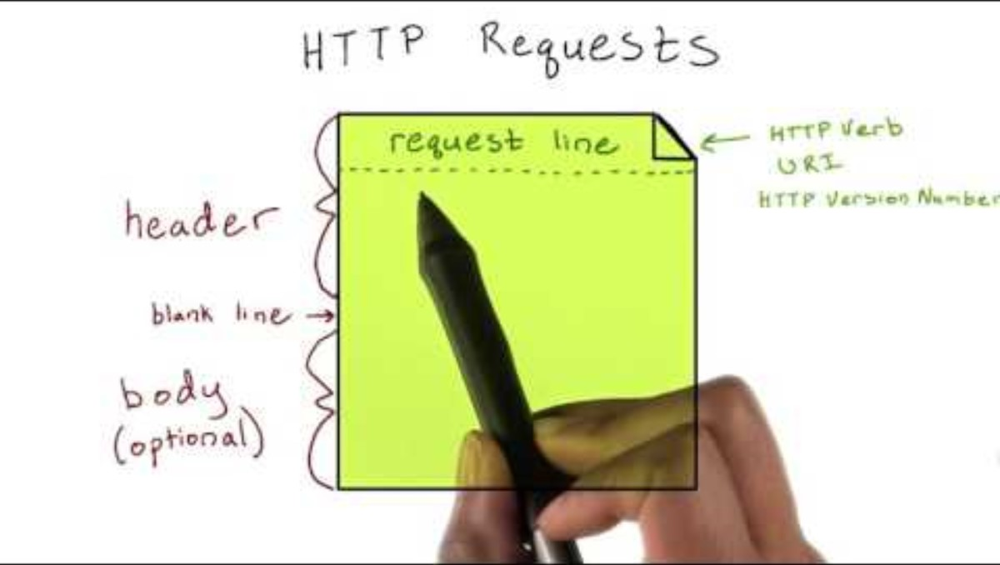 HTTP Requests
request line
HTTP Verb
URI
HTTP Version Number
header
blank line
body
(optional)